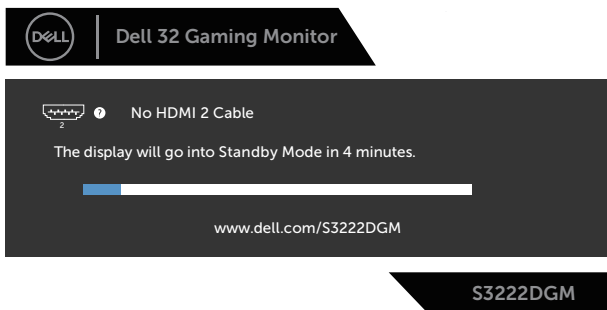 DELL
Dell 32 Gaming Monitor
? No HDMI 2 Cable
2
The display will go into Standby Mode in 4 minutes.
www.dell.com/S3222DGM
S3222DGM